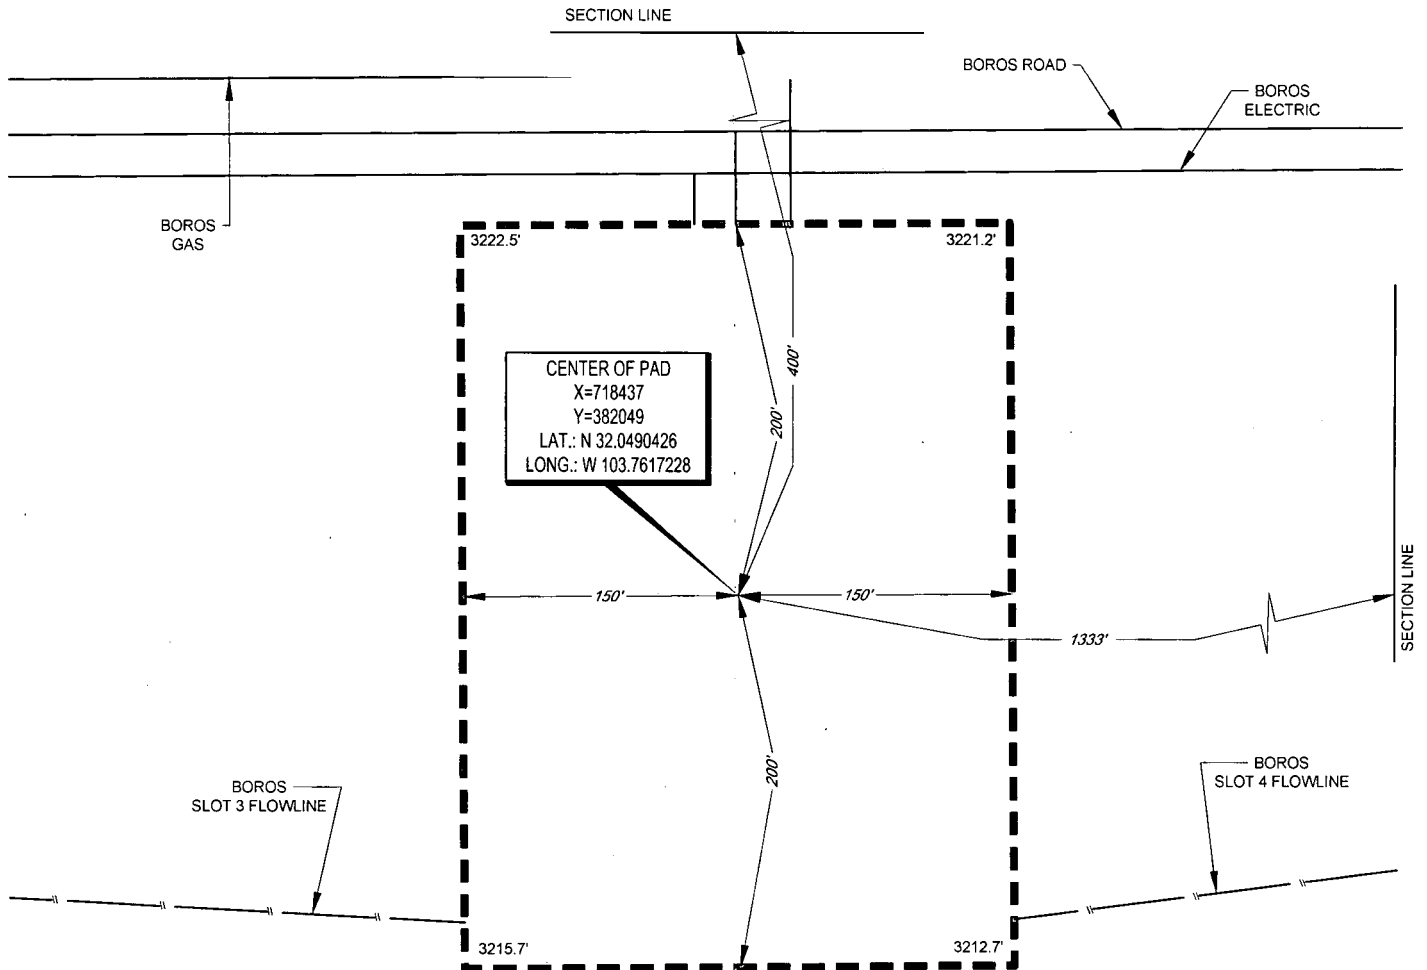 SECTION LINE
BOROS ROAD
BOROS
ELECTRIC
BOROS
GAS
3222.5'
3221.2'
CENTER OF PAD
X=718437
Y=382049
LAT.: N 32.0490426
LONG.: W 103.7617228
400'
200'
150'
150'
1333'
SECTION LINE
200'
BOROS
SLOT 3 FLOWLINE
BOROS
SLOT 4 FLOWLINE
3215.7'
3212.7'